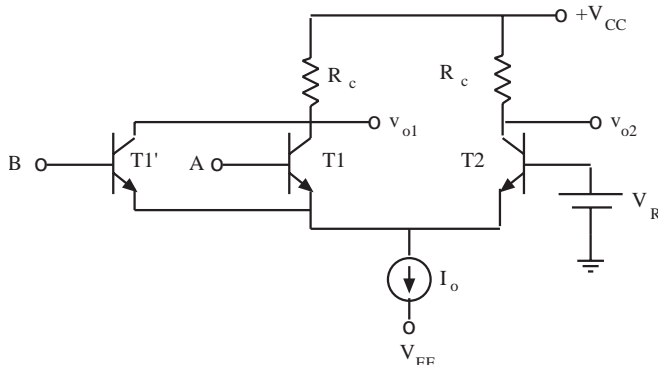 +V_CC
R_c
R_c
v_o1
v_o2
B
T1'
A
T1
T2
V_R
I_o
V_EE